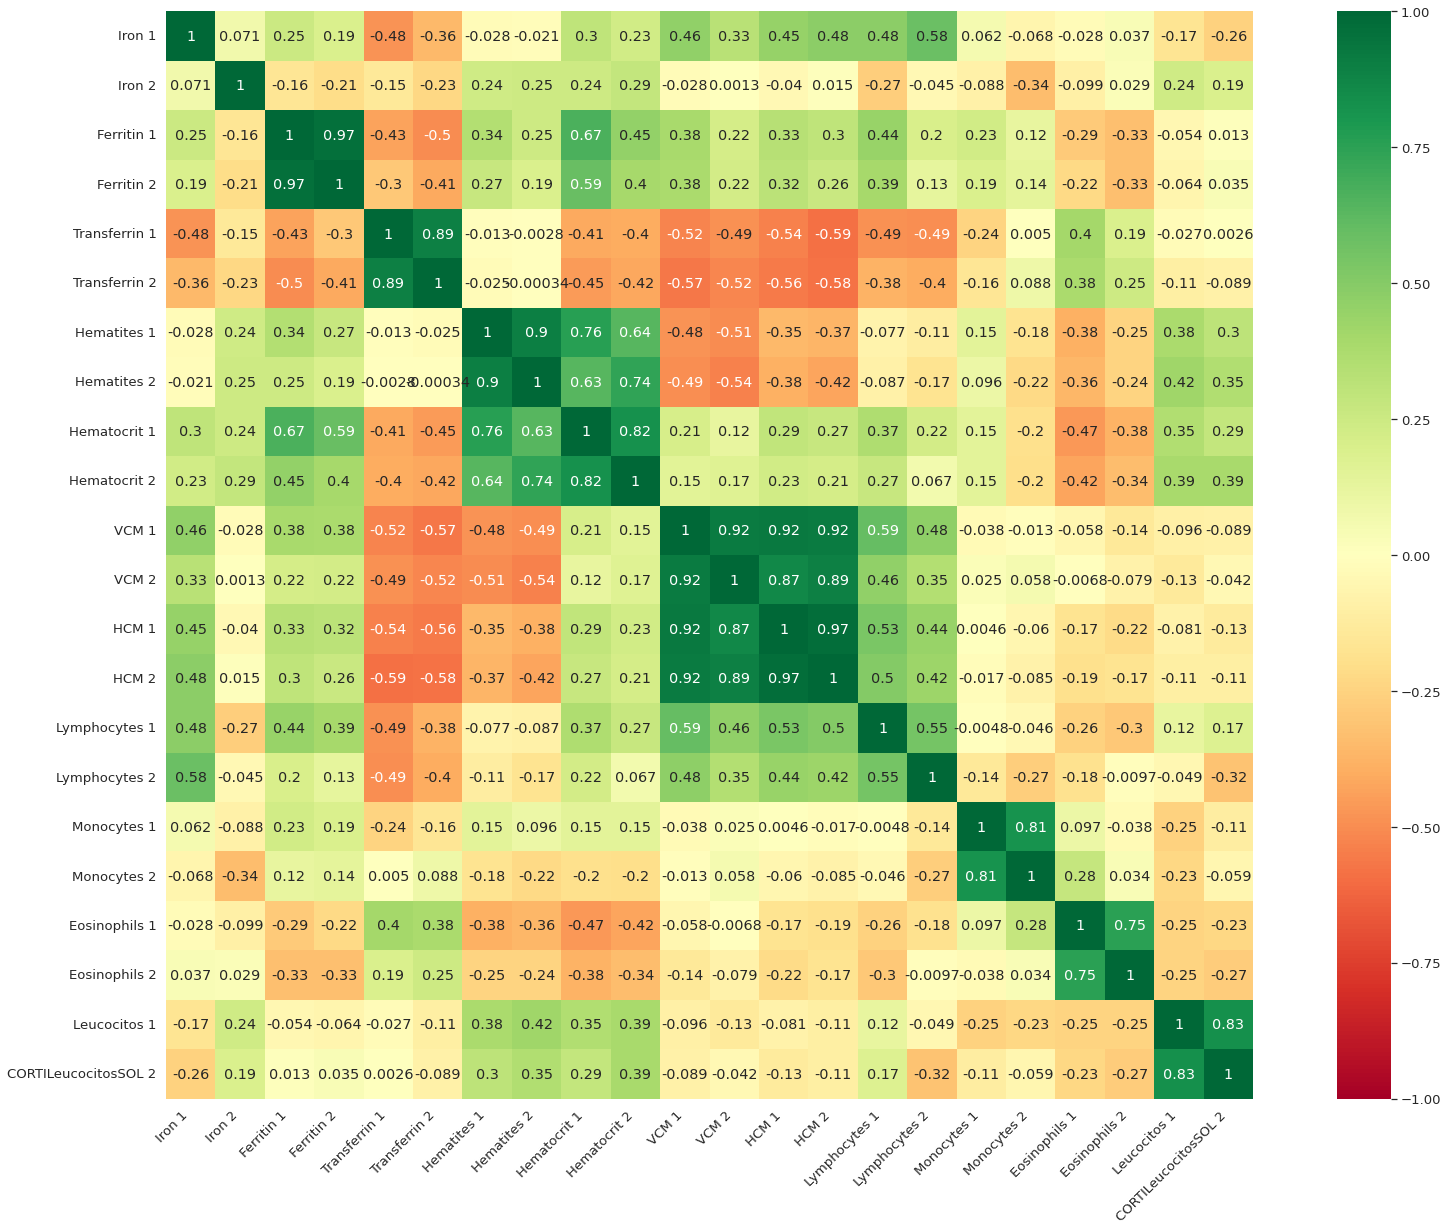 Iron 1 1 0.071 0.25 0.19 -0.48 -0.36 -0.028 -0.021 0.3 0.23 0.46 0.33 0.45 0.48 0.48 0.58 0.062 -0.068 -0.028 0.037 -0.17 -0.26 1.00
Iron 2 0.071 1 -0.16 -0.21 -0.15 -0.23 0.24 0.25 0.24 0.29 -0.028 0.0013 -0.04 0.015 -0.27 -0.045 -0.088 -0.34 -0.099 0.029 0.24 0.19
Ferritin 1 0.25 -0.16 1 0.97 -0.43 -0.5 0.34 0.25 0.67 0.45 0.38 0.22 0.33 0.3 0.44 0.2 0.23 0.12 -0.29 -0.33 -0.054 0.013 0.75
Ferritin 2 0.19 -0.21 0.97 1 -0.3 -0.41 0.27 0.19 0.59 0.4 0.38 0.22 0.32 0.26 0.39 0.13 0.19 0.14 -0.22 -0.33 -0.064 0.035
Transferrin 1 -0.48 -0.15 -0.43 -0.3 1 0.89 -0.013 -0.0028 -0.41 -0.4 -0.52 -0.49 -0.54 -0.59 -0.49 -0.49 -0.24 0.005 0.4 0.19 -0.027 0.0026
Transferrin 2 -0.36 -0.23 -0.5 -0.41 0.89 1 -0.025 0.00034 -0.45 -0.42 -0.57 -0.52 -0.56 -0.58 -0.38 -0.4 -0.16 0.088 0.38 0.25 -0.11 -0.089 0.50
Hematites 1 -0.028 0.24 0.34 0.27 -0.013 -0.025 1 0.9 0.76 0.64 -0.48 -0.51 -0.35 -0.37 -0.077 -0.11 0.15 -0.18 -0.38 -0.25 0.38 0.3
Hematites 2 -0.021 0.25 0.25 0.19 -0.0028 0.00034 0.9 1 0.63 0.74 -0.49 -0.54 -0.38 -0.42 -0.087 -0.17 0.096 -0.22 -0.36 -0.24 0.42 0.35
Hematocrit 1 0.3 0.24 0.67 0.59 -0.41 -0.45 0.76 0.63 1 0.82 0.21 0.12 0.29 0.27 0.37 0.22 0.15 -0.2 -0.47 -0.38 0.35 0.29 0.25
Hematocrit 2 0.23 0.29 0.45 0.4 -0.4 -0.42 0.64 0.74 0.82 1 0.15 0.17 0.23 0.21 0.27 0.067 0.15 -0.2 -0.42 -0.34 0.39 0.39
VCM 1 0.46 -0.028 0.38 0.38 -0.52 -0.57 -0.48 -0.49 0.21 0.15 1 0.92 0.92 0.92 0.59 0.48 -0.038 -0.013 -0.058 -0.14 -0.096 -0.089 0.00
VCM 2 0.33 0.0013 0.22 0.22 -0.49 -0.52 -0.51 -0.54 0.12 0.17 0.92 1 0.87 0.89 0.46 0.35 0.025 0.058 -0.0068 -0.079 -0.13 -0.042
HCM 1 0.45 -0.04 0.33 0.32 -0.54 -0.56 -0.35 -0.38 0.29 0.23 0.92 0.87 1 0.97 0.53 0.44 0.0046 -0.06 -0.17 -0.22 -0.081 -0.13
HCM 2 0.48 0.015 0.3 0.26 -0.59 -0.58 -0.37 -0.42 0.27 0.21 0.92 0.89 0.97 1 0.5 0.42 -0.017 -0.085 -0.19 -0.17 -0.11 -0.11 −0.25
Lymphocytes 1 0.48 -0.27 0.44 0.39 -0.49 -0.38 -0.077 -0.087 0.37 0.27 0.59 0.46 0.53 0.5 1 0.55 -0.0048 -0.046 -0.26 -0.3 0.12 0.17
Lymphocytes 2 0.58 -0.045 0.2 0.13 -0.49 -0.4 -0.11 -0.17 0.22 0.067 0.48 0.35 0.44 0.42 0.55 1 -0.14 -0.27 -0.18 -0.0097 -0.049 -0.32
Monocytes 1 0.062 -0.088 0.23 0.19 -0.24 -0.16 0.15 0.096 0.15 0.15 -0.038 0.025 0.0046 -0.017 -0.0048 -0.14 1 0.81 0.097 -0.038 -0.25 -0.11 −0.50
Monocytes 2 -0.068 -0.34 0.12 0.14 0.005 0.088 -0.18 -0.22 -0.2 -0.2 -0.013 0.058 -0.06 -0.085 -0.046 -0.27 0.81 1 0.28 0.034 -0.23 -0.059
Eosinophils 1 -0.028 -0.099 -0.29 -0.22 0.4 0.38 -0.38 -0.36 -0.47 -0.42 -0.058 -0.0068 -0.17 -0.19 -0.26 -0.18 0.097 0.28 1 0.75 -0.25 -0.23
Eosinophils 2 0.037 0.029 -0.33 -0.33 0.19 0.25 -0.25 -0.24 -0.38 -0.34 -0.14 -0.079 -0.22 -0.17 -0.3 -0.0097 -0.038 0.034 0.75 1 -0.25 -0.27 −0.75
Leucocitos 1 -0.17 0.24 -0.054 -0.064 -0.027 -0.11 0.38 0.42 0.35 0.39 -0.096 -0.13 -0.081 -0.11 0.12 -0.049 -0.25 -0.23 -0.25 -0.25 1 0.83
CORTILeucocitosSOL 2 -0.26 0.19 0.013 0.035 0.0026 -0.089 0.3 0.35 0.29 0.39 -0.089 -0.042 -0.13 -0.11 0.17 -0.32 -0.11 -0.059 -0.23 -0.27 0.83 1 −1.00
Iron 1 Iron 2 Ferritin 1 Ferritin 2 Transferrin 1 Transferrin 2 Hematites 1 Hematites 2 Hematocrit 1 Hematocrit 2 VCM 1 VCM 2 HCM 1 HCM 2 Lymphocytes 1 Lymphocytes 2 Monocytes 1 Monocytes 2 Eosinophils 1 Eosinophils 2 Leucocitos 1 CORTILeucocitosSOL 2